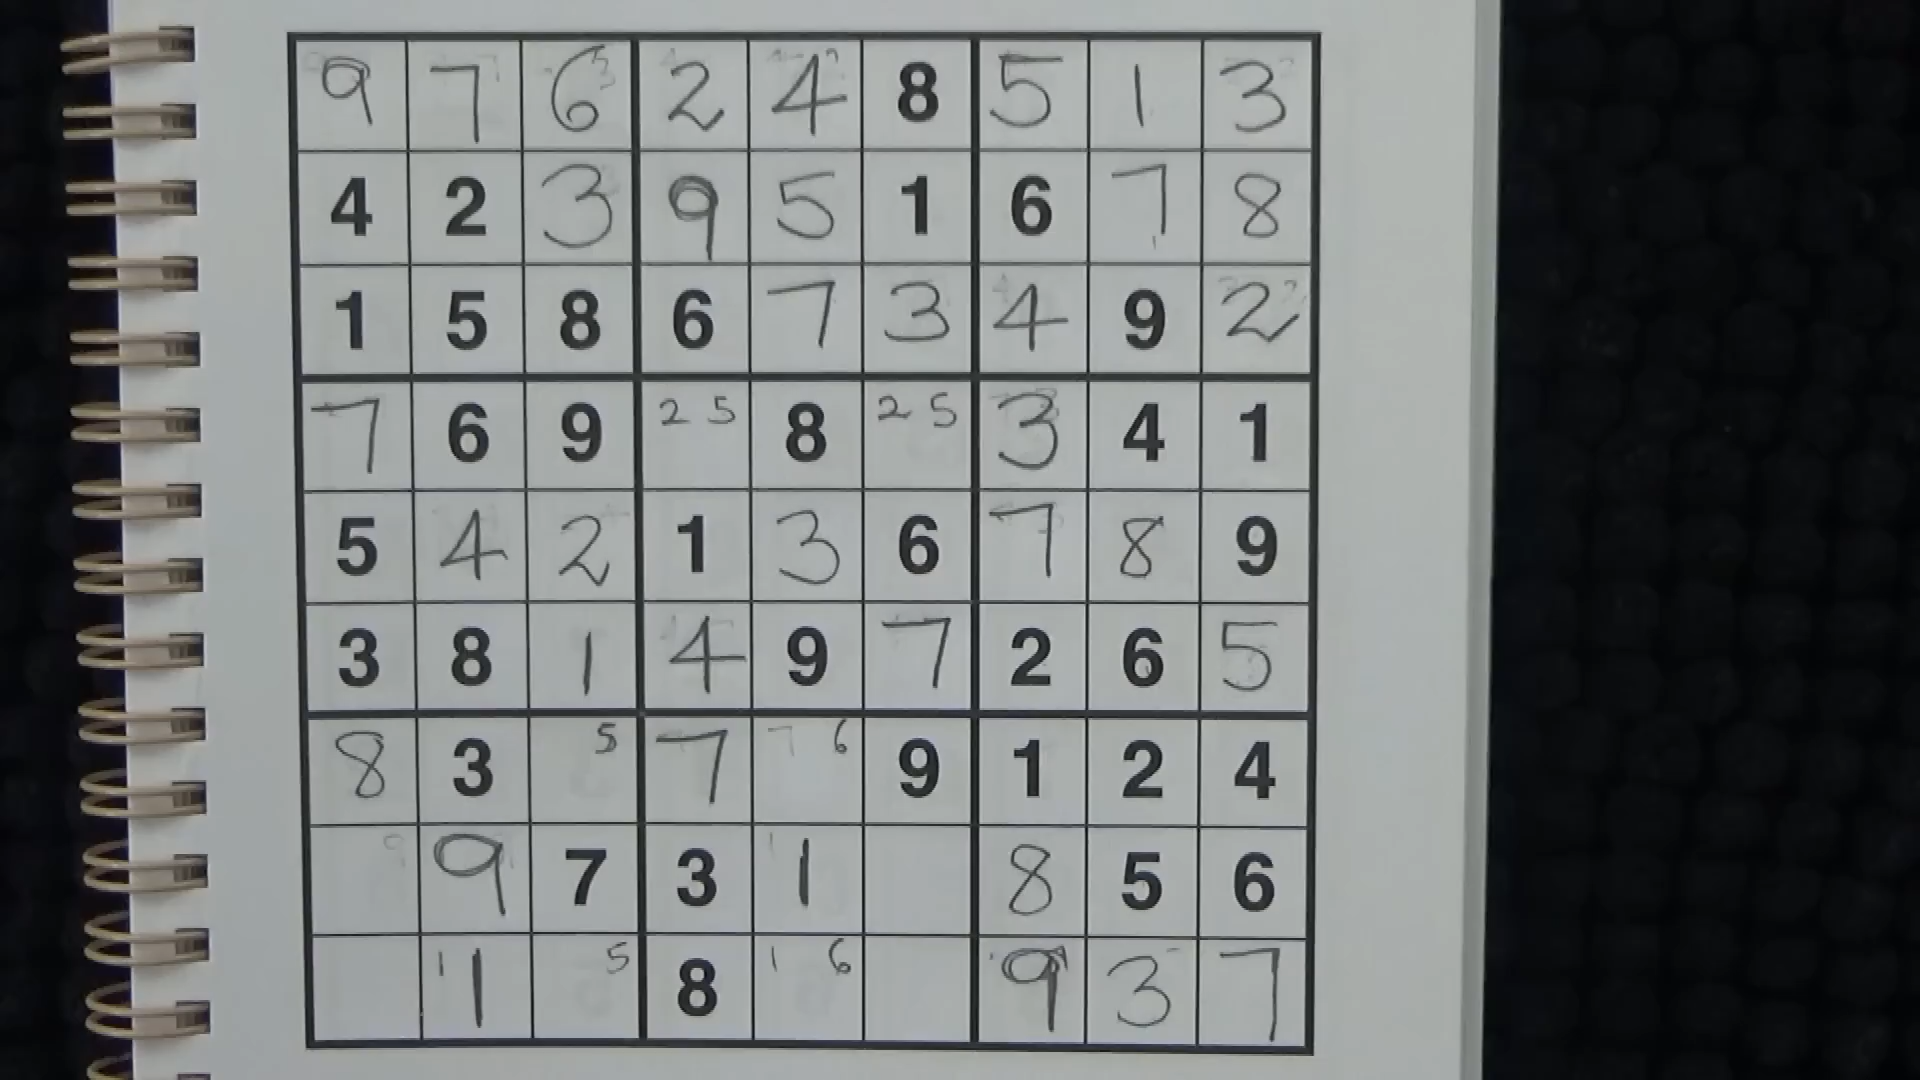 9 7 6 2 4 8 5 1 3
4 2 3 9 5 1 6 7 8
1 5 8 6 7 3 4 9 2
7 6 9 2 5 8 2 5 3 4 1
5 4 2 1 3 6 7 8 9
3 8 1 4 9 7 2 6 5
8 3 5 7 7 6 9 1 2 4
9 9 7 3 1 1 8 5 6
1 1 5 8 1 6 9 3 7